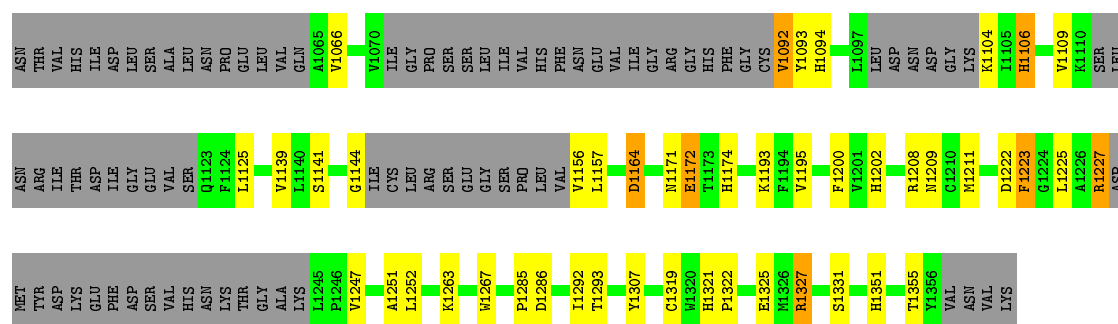 ASN THR VAL HIS ILE ASP LEU SER ALA LEU ASN PRO GLU LEU VAL GLN A1065 V1066 V1070 ILE GLY PRO SER SER LEU ILE VAL HIS PHE ASN GLU VAL ILE GLY ARG GLY HIS PHE GLY CYS V1092 Y1093 H1094 L1097 LEU ASP ASN ASP GLY LYS K1104 I1105 H1106 V1109 K1110 SER LEU
ASN ARG ILE THR ASP ILE GLY GLU VAL SER Q1123 F1124 L1125 V1139 L1140 S1141 G1144 ILE CYS LEU ARG SER GLU GLY SER PRO LEU VAL V1156 L1157 D1164 N1171 E1172 T1173 H1174 K1193 F1194 V1195 F1200 V1201 H1202 R1208 N1209 C1210 M1211 D1222 F1223 G1224 L1225 A1226 R1227 ASP
MET TYR ASP LYS GLU PHE ASP SER VAL HIS ASN LYS THR GLY ALA LYS L1245 P1246 V1247 A1251 L1252 K1263 W1267 P1285 D1286 I1292 T1293 Y1307 C1319 W1320 H1321 P1322 E1325 M1326 R1327 S1331 H1351 T1355 Y1356 VAL ASN VAL LYS